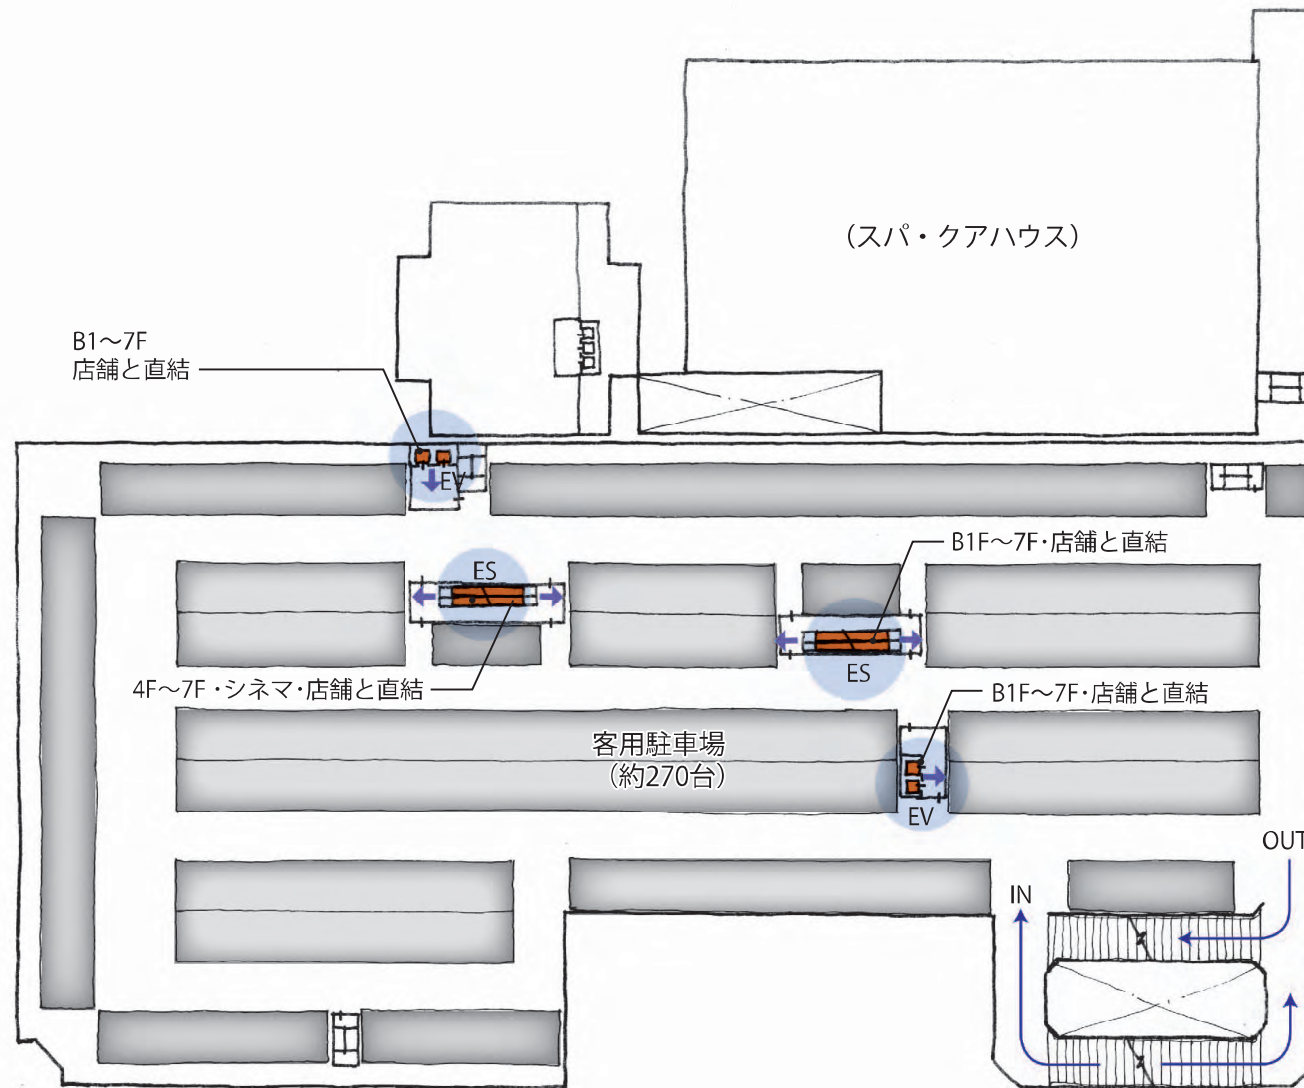 （スパ・クアハウス）
B1～7F
店舗と直結
EV
ES
B1F～7F･店舗と直結
4F～7F ･シネマ･店舗と直結
ES
B1F～7F･店舗と直結
客用駐車場
（約270台）
EV
OUT
IN